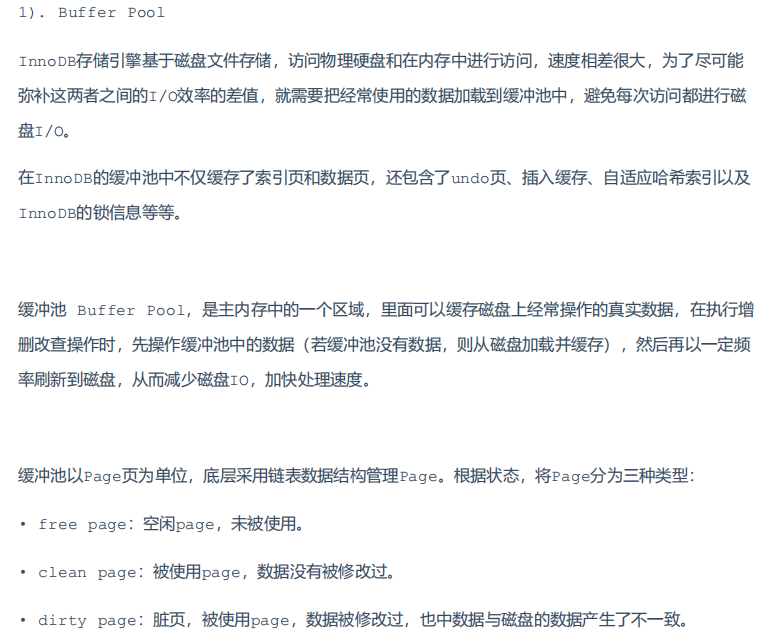 1). Buffer Pool
InnoDB存储引擎基于磁盘文件存储，访问物理硬盘和在内存中进行访问，速度相差很大，为了尽可能
弥补这两者之间的I/O效率的差值，就需要把经常使用的数据加载到缓冲池中，避免每次访问都进行磁
盘I/O。
在InnoDB的缓冲池中不仅缓存了索引页和数据页，还包含了undo页、插入缓存、自适应哈希索引以及
InnoDB的锁信息等等。
缓冲池 Buffer Pool，是主内存中的一个区域，里面可以缓存磁盘上经常操作的真实数据，在执行增
删改查操作时，先操作缓冲池中的数据（若缓冲池没有数据，则从磁盘加载并缓存），然后再以一定频
率刷新到磁盘，从而减少磁盘IO，加快处理速度。
缓冲池以Page页为单位，底层采用链表数据结构管理Page。根据状态，将Page分为三种类型：
• free page：空闲page，未被使用。
• clean page：被使用page，数据没有被修改过。
• dirty page：脏页，被使用page，数据被修改过，也中数据与磁盘的数据产生了不一致。